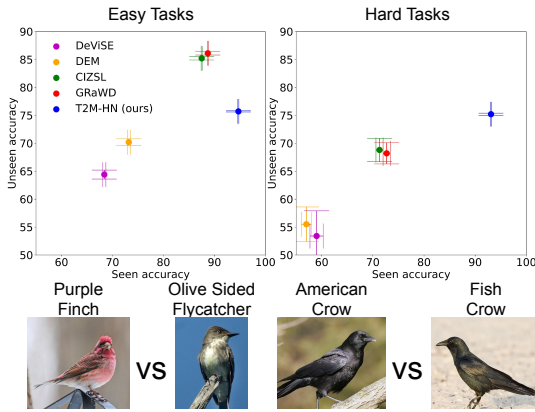 Easy Tasks
Hard Tasks
90
85
80
75
70
65
60
55
50
Unseen accuracy
60
70
80
90
100
Seen accuracy
DeViSE
DEM
CIZSL
GRaWD
T2M-HN (ours)
90
85
80
75
70
65
60
55
50
Unseen accuracy
60
70
80
90
100
Seen accuracy
Purple
Finch
Olive Sided
Flycatcher
American
Crow
Fish
Crow
VS
VS